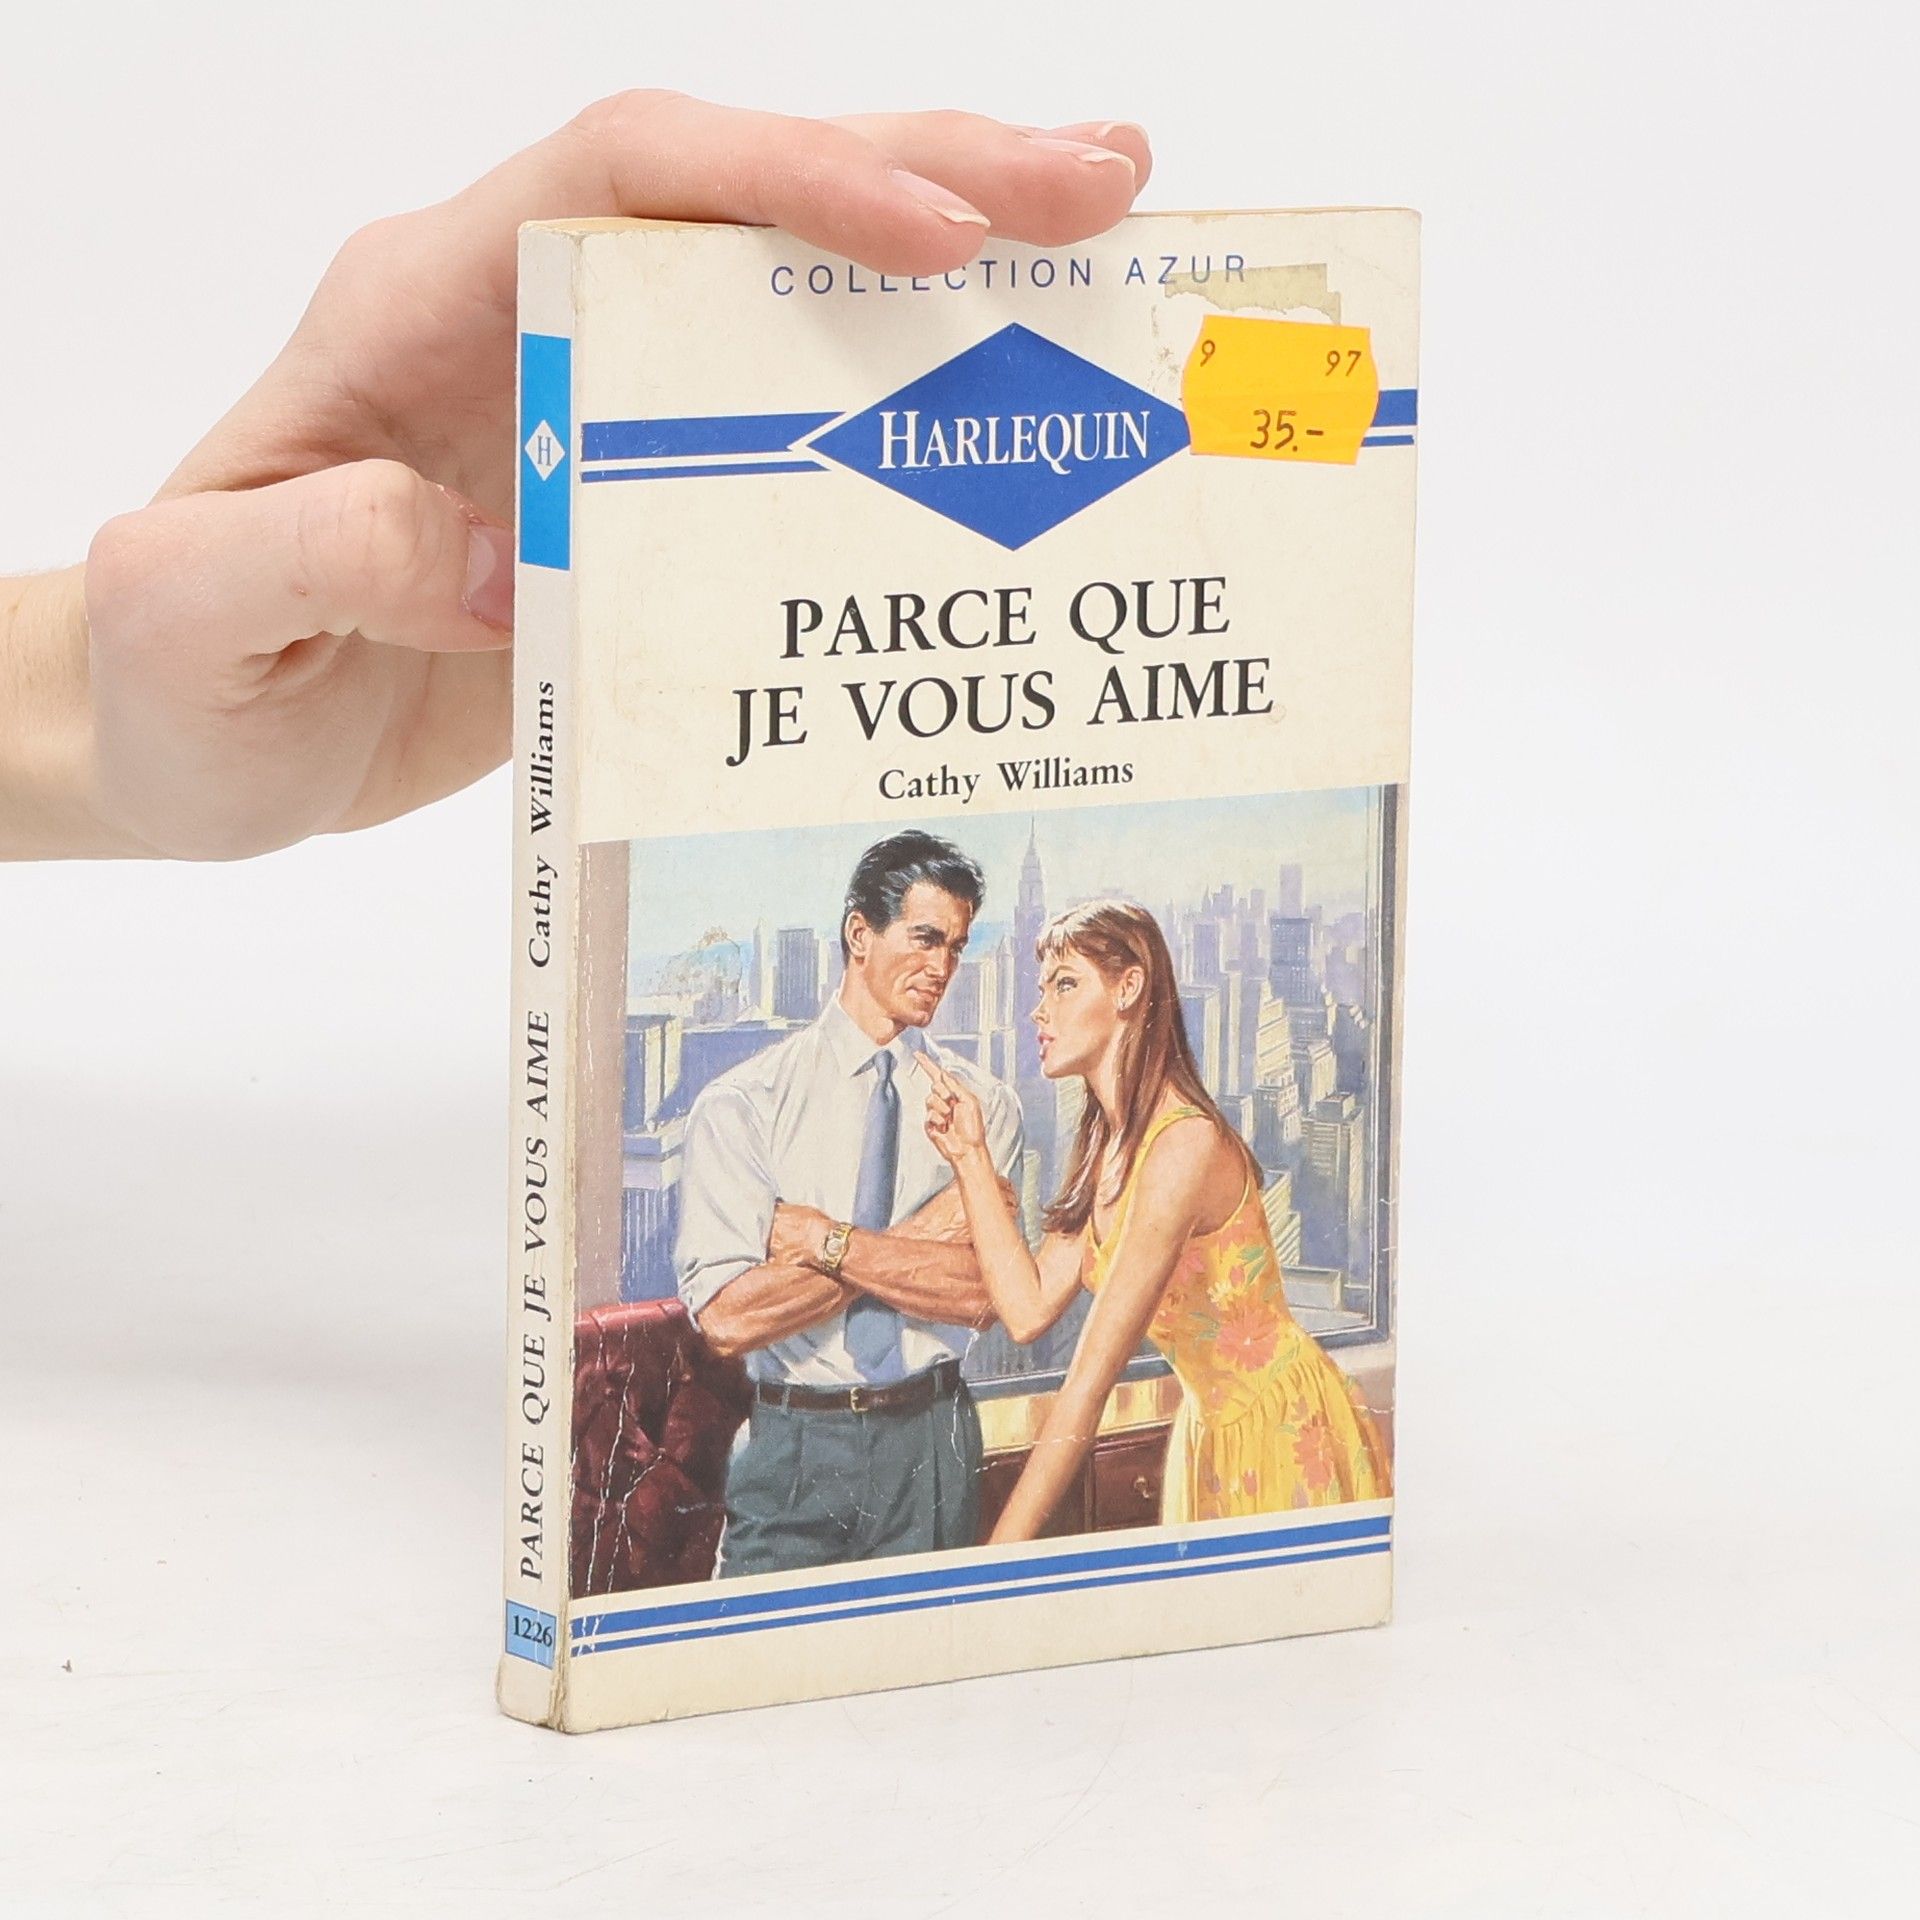 COLLECTION AZUR
9 97
35.-
HARLEQUIN
PARCE QUE
JE VOUS AIME
Cathy Williams
H
PARCE QUE JE VOUS AIME Cathy Williams
1226